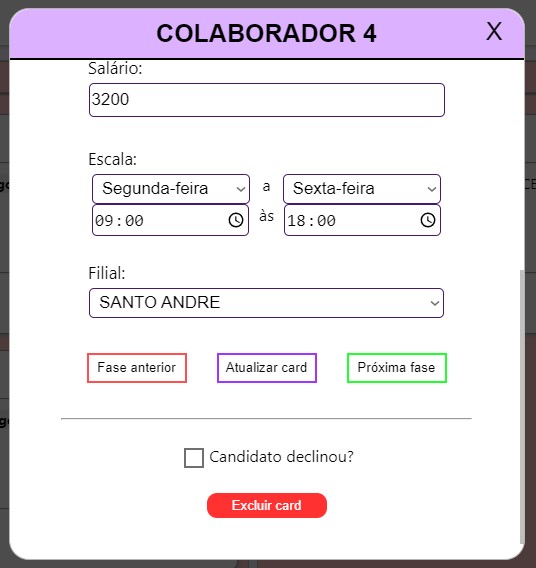 COLABORADOR 4 X
Salário:
3200
Escala:
Segunda-feira a Sexta-feira
09:00 às 18:00
Filial:
SANTO ANDRE
Fase anterior Atualizar card Próxima fase
Candidato declinou?
Excluir card